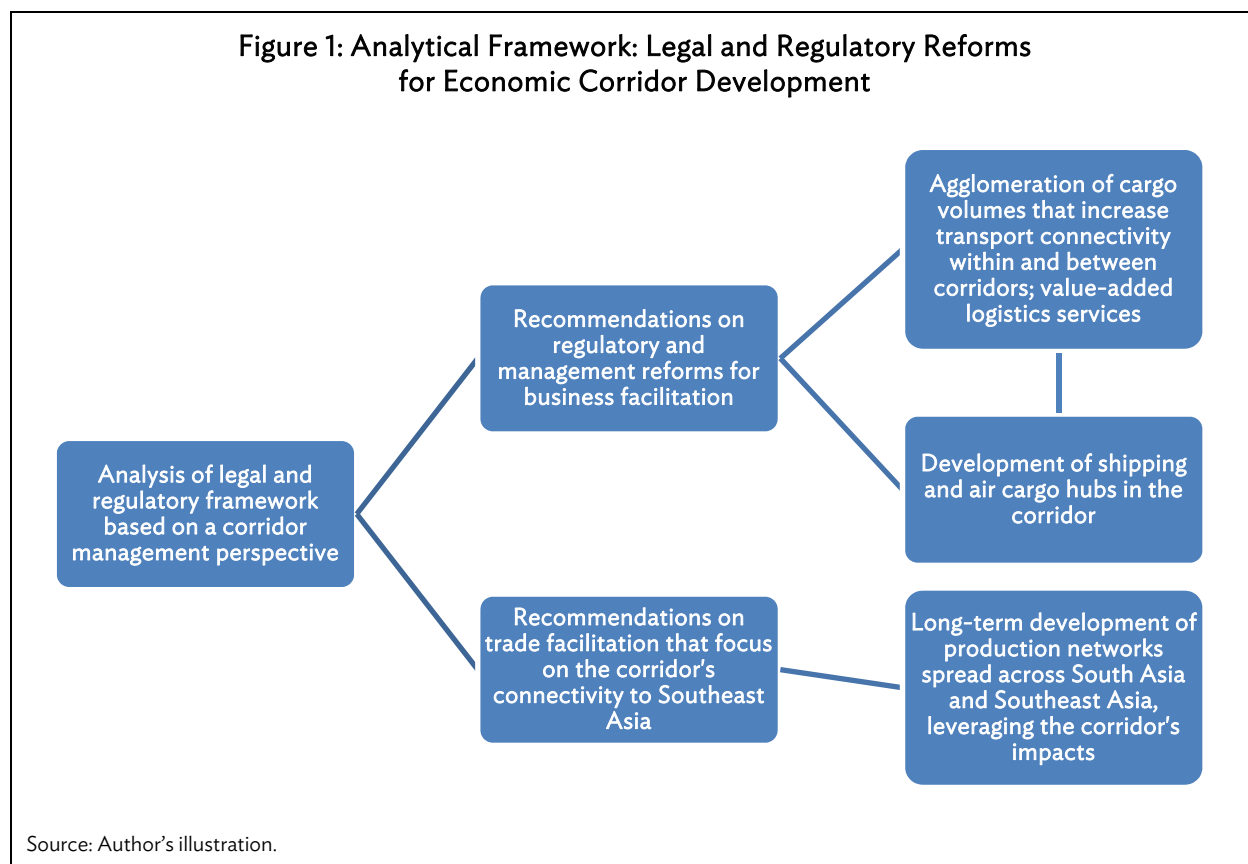 Figure 1: Analytical Framework: Legal and Regulatory Reforms
for Economic Corridor Development
Analysis of legal and
regulatory framework
based on a corridor
management perspective
Recommendations on
regulatory and
management reforms for
business facilitation
Agglomeration of cargo
volumes that increase
transport connectivity
within and between
corridors; value-added
logistics services
Development of shipping
and air cargo hubs in the
corridor
Recommendations on
trade facilitation that focus
on the corridor's
connectivity to Southeast
Asia
Long-term development of
production networks
spread across South Asia
and Southeast Asia,
leveraging the corridor's
impacts
Source: Author’s illustration.